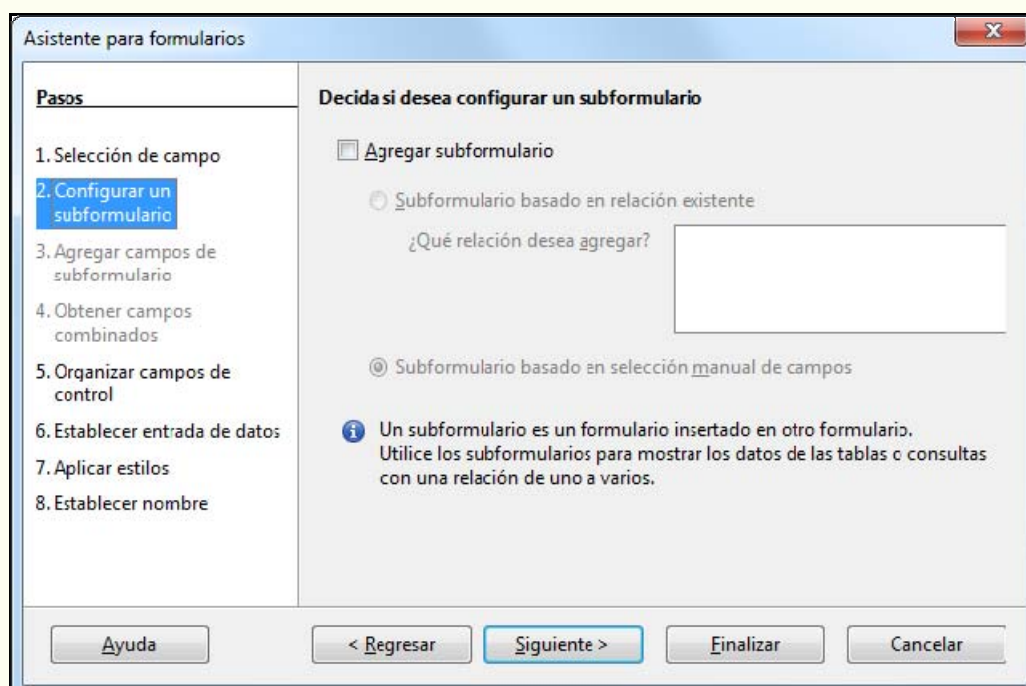 Asistente para formularios
Pasos
1. Selección de campo
2. Configurar un
subformulario
3. Agregar campos de
subformulario
4. Obtener campos
combinados
5. Organizar campos de
control
6. Establecer entrada de datos
7. Aplicar estilos
8. Establecer nombre
Decida si desea configurar un subformulario
Agregar subformulario
Subformulario basado en relación existente
¿Qué relación desea agregar?
Subformulario basado en selección manual de campos
Un subformulario es un formulario insertado en otro formulario.
Utilice los subformularios para mostrar los datos de las tablas o consultas
con una relación de uno a varios.
Ayuda
< Regresar
Siguiente >
Finalizar
Cancelar